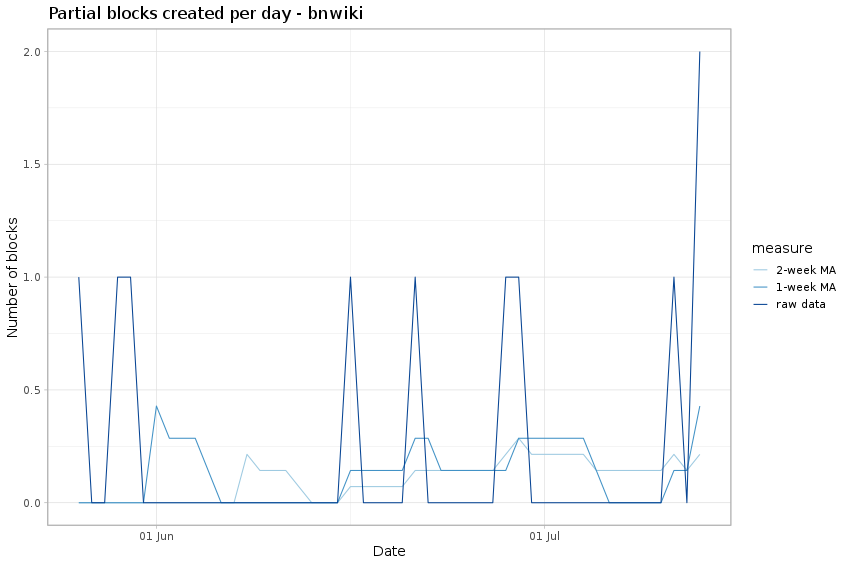 Partial blocks created per day - bnwiki
Number of blocks
2.0
1.5
1.0
0.5
0.0
01 Jun
01 Jul
Date
measure
2-week MA
1-week MA
raw data